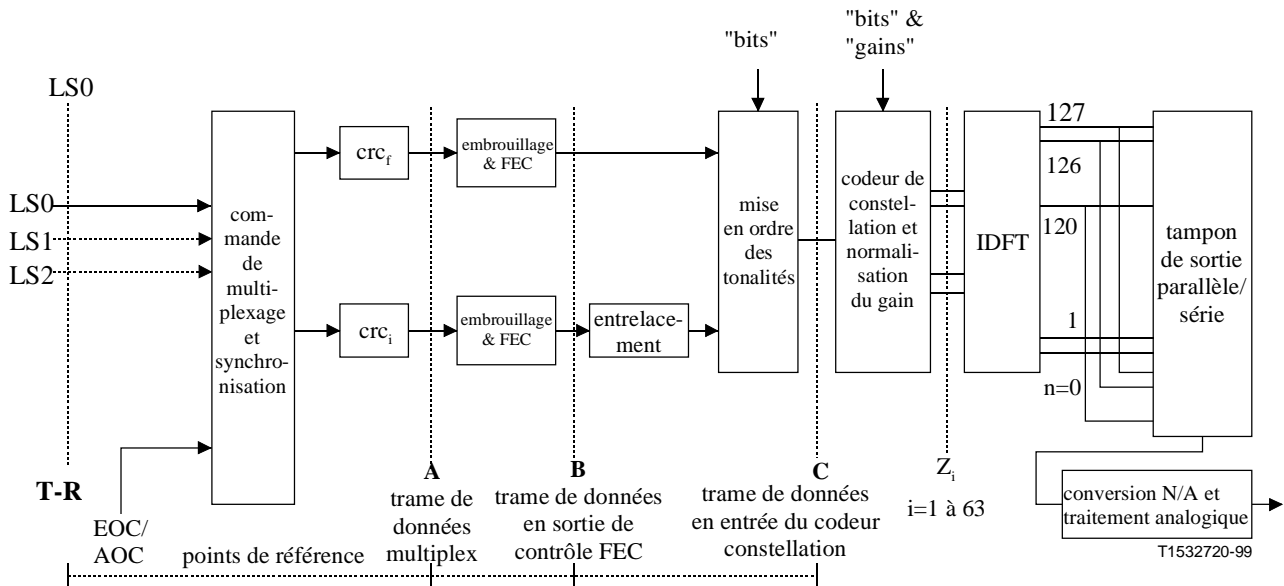 "bits"
"bits" &
"gains"
LS0
LS0
LS1
LS2
com-
mande
de
multi-
plexage
et
synchro-
nisation
crc_f
crc_i
embrouillage
& FEC
embrouillage
& FEC
entrelace-
ment
mise
en ordre
des
tonalités
codeur de
constel-
lation et
normali-
sation
du gain
IDFT
127
126
120
1
n=0
tampon
de sortie
parallèle/
série
T-R
EOC/
AOC
points de référence
A
trame de
données
multiplex
B
trame de données
en sortie de
contrôle FEC
C
trame de données
en entrée du codeur
constellation
Z_i
i=1 à 63
conversion N/A et
traitement analogique
T1532720-99